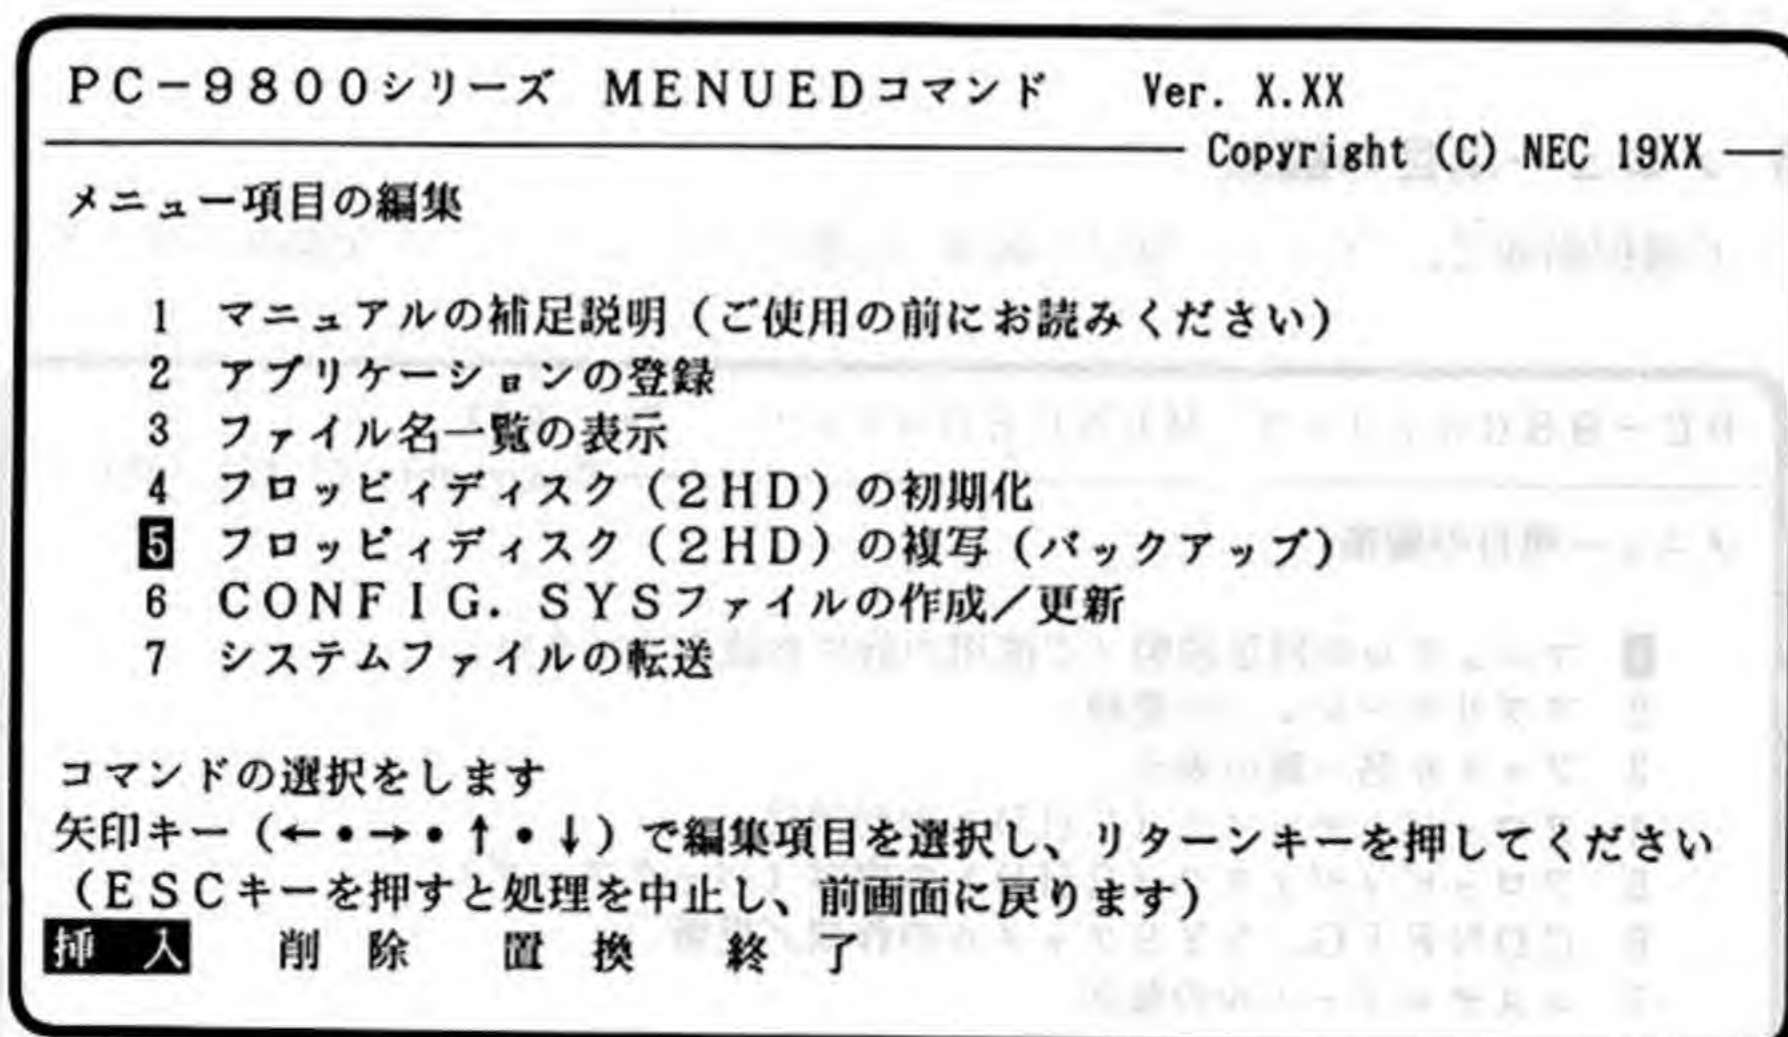 PC-9800シリーズ MENUEDコマンド Ver. X.XX
Copyright (C) NEC 19XX
メニュー項目の編集
1 マニュアルの補足説明(ご使用の前にお読みください)
2 アプリケーションの登録
3 ファイル名一覧の表示
4 フロッピィディスク(2HD)の初期化
5 フロッピィディスク(2HD)の複写(バックアップ)
6 CONFIG.SYSファイルの作成/更新
7 システムファイルの転送
コマンドの選択をします
矢印キー(←・→・↑・↓)で編集項目を選択し、リターンキーを押してください
(ESCキーを押すと処理を中止し、前画面に戻ります)
挿 入 削 除 置 換 終 了